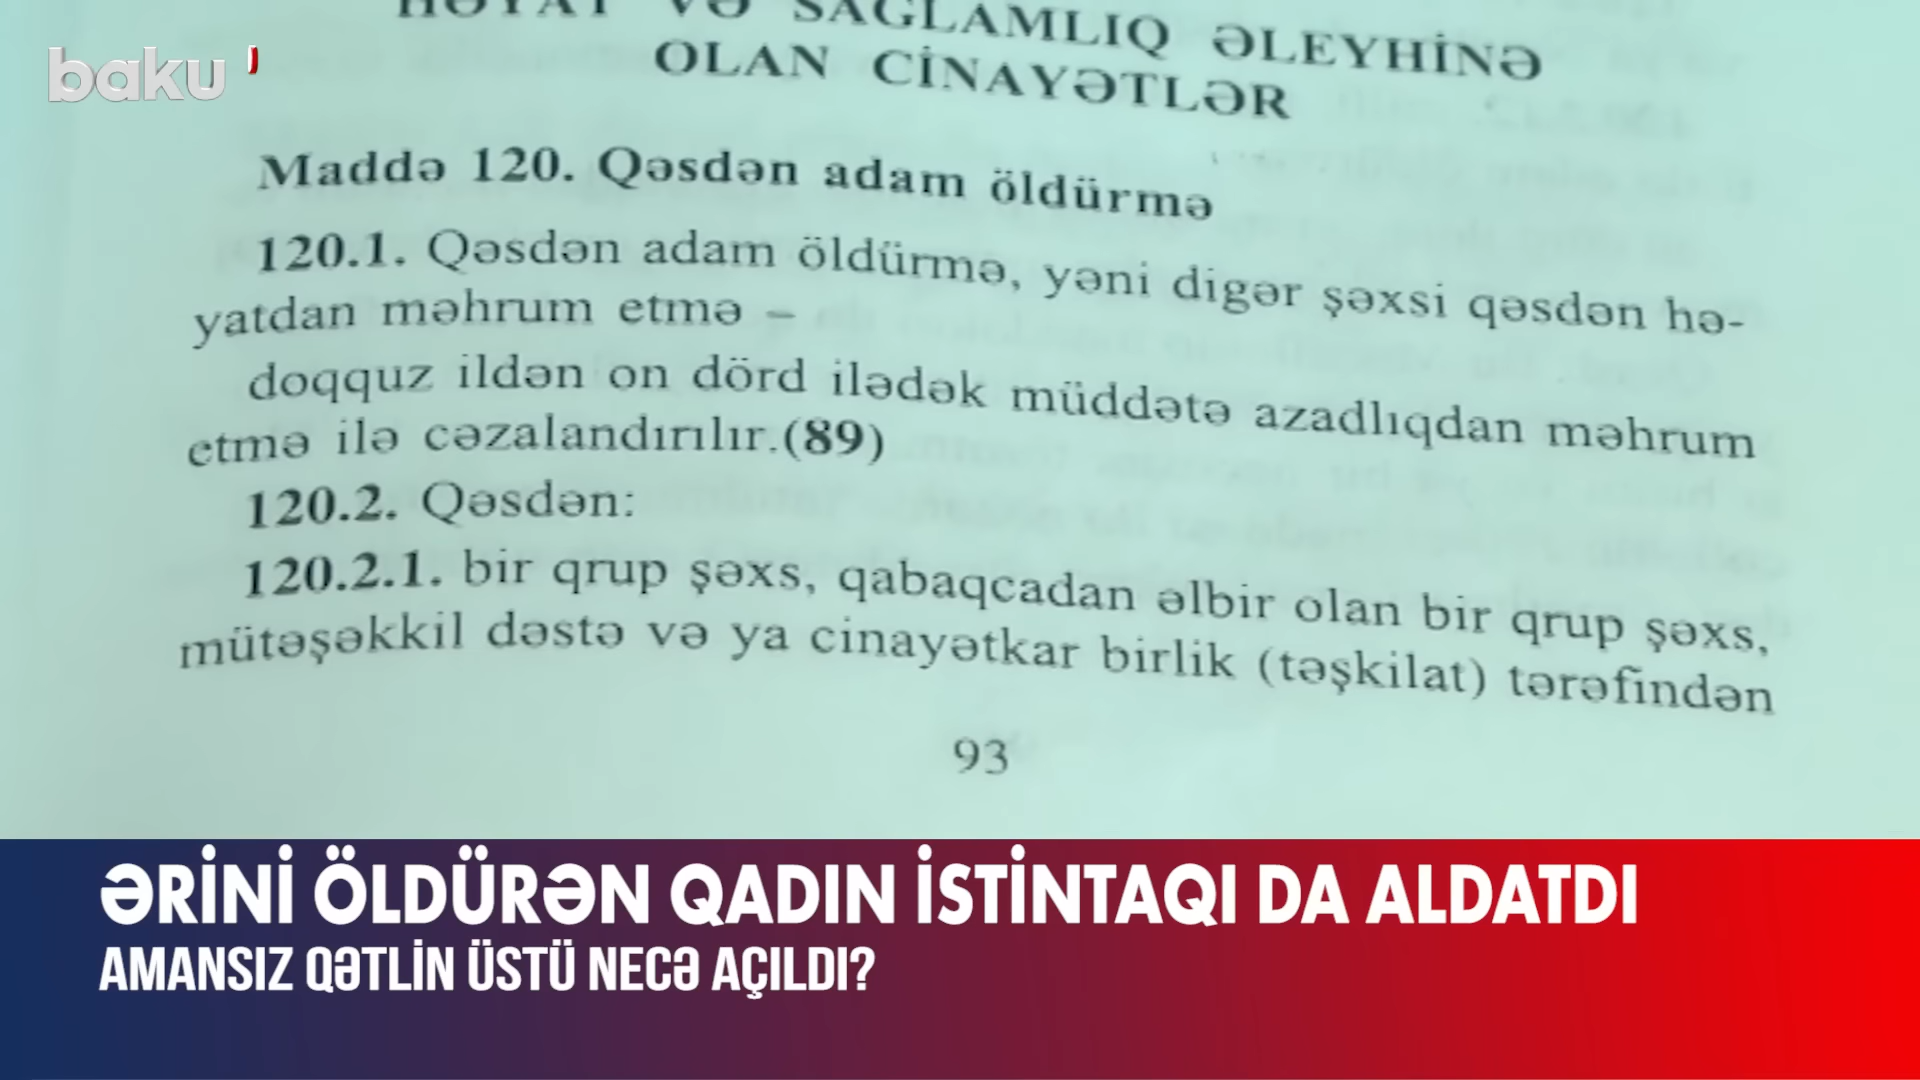 baku
HƏYAT VƏ SAĞLAMLIQ ƏLEYHİNƏ
OLAN CİNAYƏTLƏR
Maddə 120. Qəsdən adam öldürmə
120.1. Qəsdən adam öldürmə, yəni digər şəxsi qəsdən hə-
yatdan məhrum etmə –
doqquz ildən on dörd ilədək müddətə azadlıqdan məhrum
etmə ilə cəzalandırılır.(89)
120.2. Qəsdən:
120.2.1. bir qrup şəxs, qabaqcadan əlbir olan bir qrup şəxs,
mütəşəkkil dəstə və ya cinayətkar birlik (təşkilat) tərəfindən
93
ƏRİNİ ÖLDÜRƏN QADIN İSTİNTAQI DA ALDATDI
AMANSIZ QƏTLİN ÜSTÜ NECƏ AÇILDI?